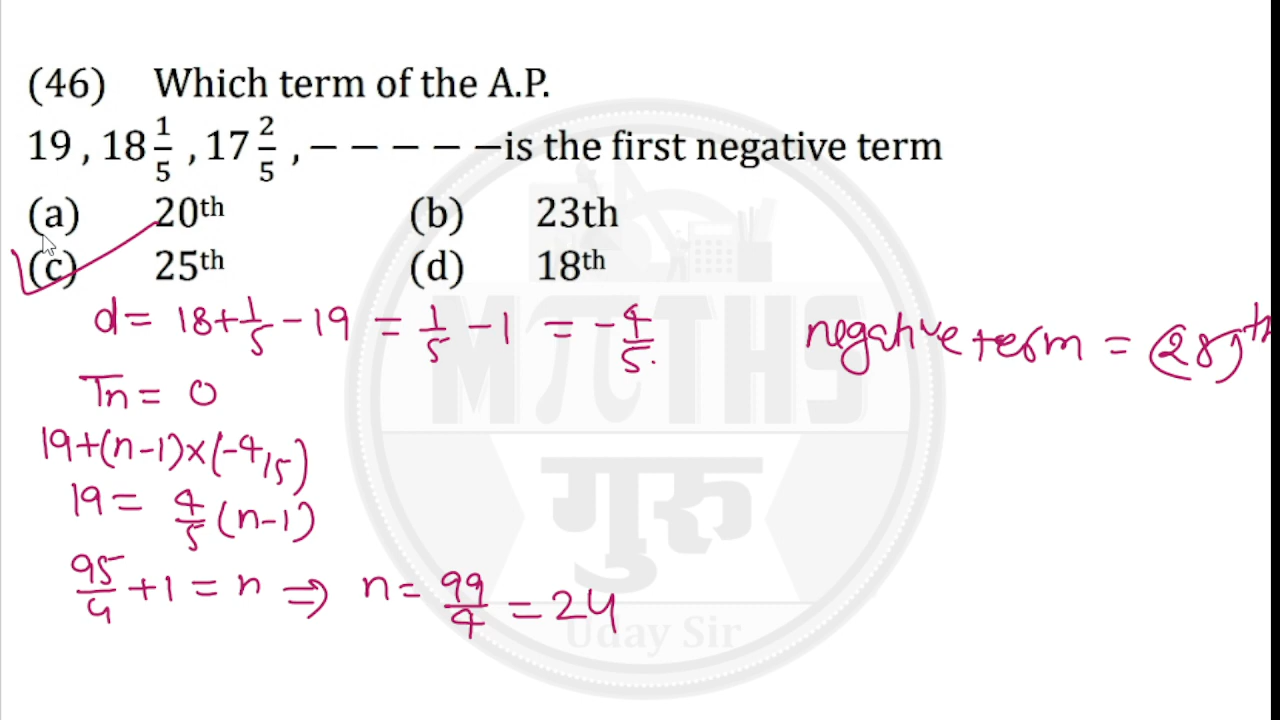 (46) Which term of the A.P.
19 , 18 1/5 , 17 2/5 , − − − − − is the first negative term
(a) 20th (b) 23th
(c) 25th (d) 18th
d = 18 + 1/5 − 19 = 1/5 − 1 = − 4/5.
negative term =
Tn = 0
19+(n−1)×(−4/5)
19 = 4/5 (n−1)
95/4 + 1 = n ⇒ n = 99/4 = 24
MATHS
गुरू
Uday Sir